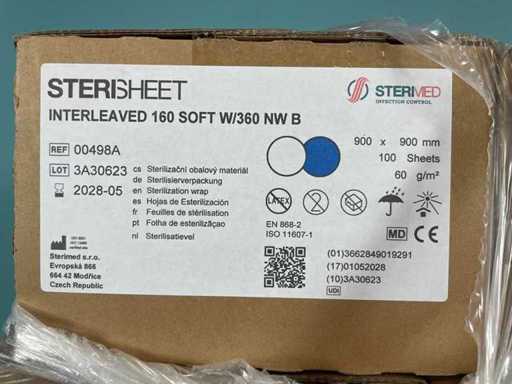 STERISHEET
INTERLEAVED 160 SOFT W/360 NW B
STERIMED
INFECTION CONTROL
REF 00498A
LOT 3A30623
2028-05
cs Sterilizační obalový materiál
de Sterilisierverpackung
en Sterilization wrap
es Hojas de Esterilización
fr Feuilles de stérilisation
pt Folha de esterilizaçao
nl Sterilisatievel
900 x 900 mm
100 Sheets
60 g/m²
LATEX
2
EN 868-2
ISO 11607-1
MD CE
Sterimed s.r.o.
Evropská 866
664 42 Modřice
Czech Republic
(01)3662849019291
(17)01052028
(10)3A30623
UDI